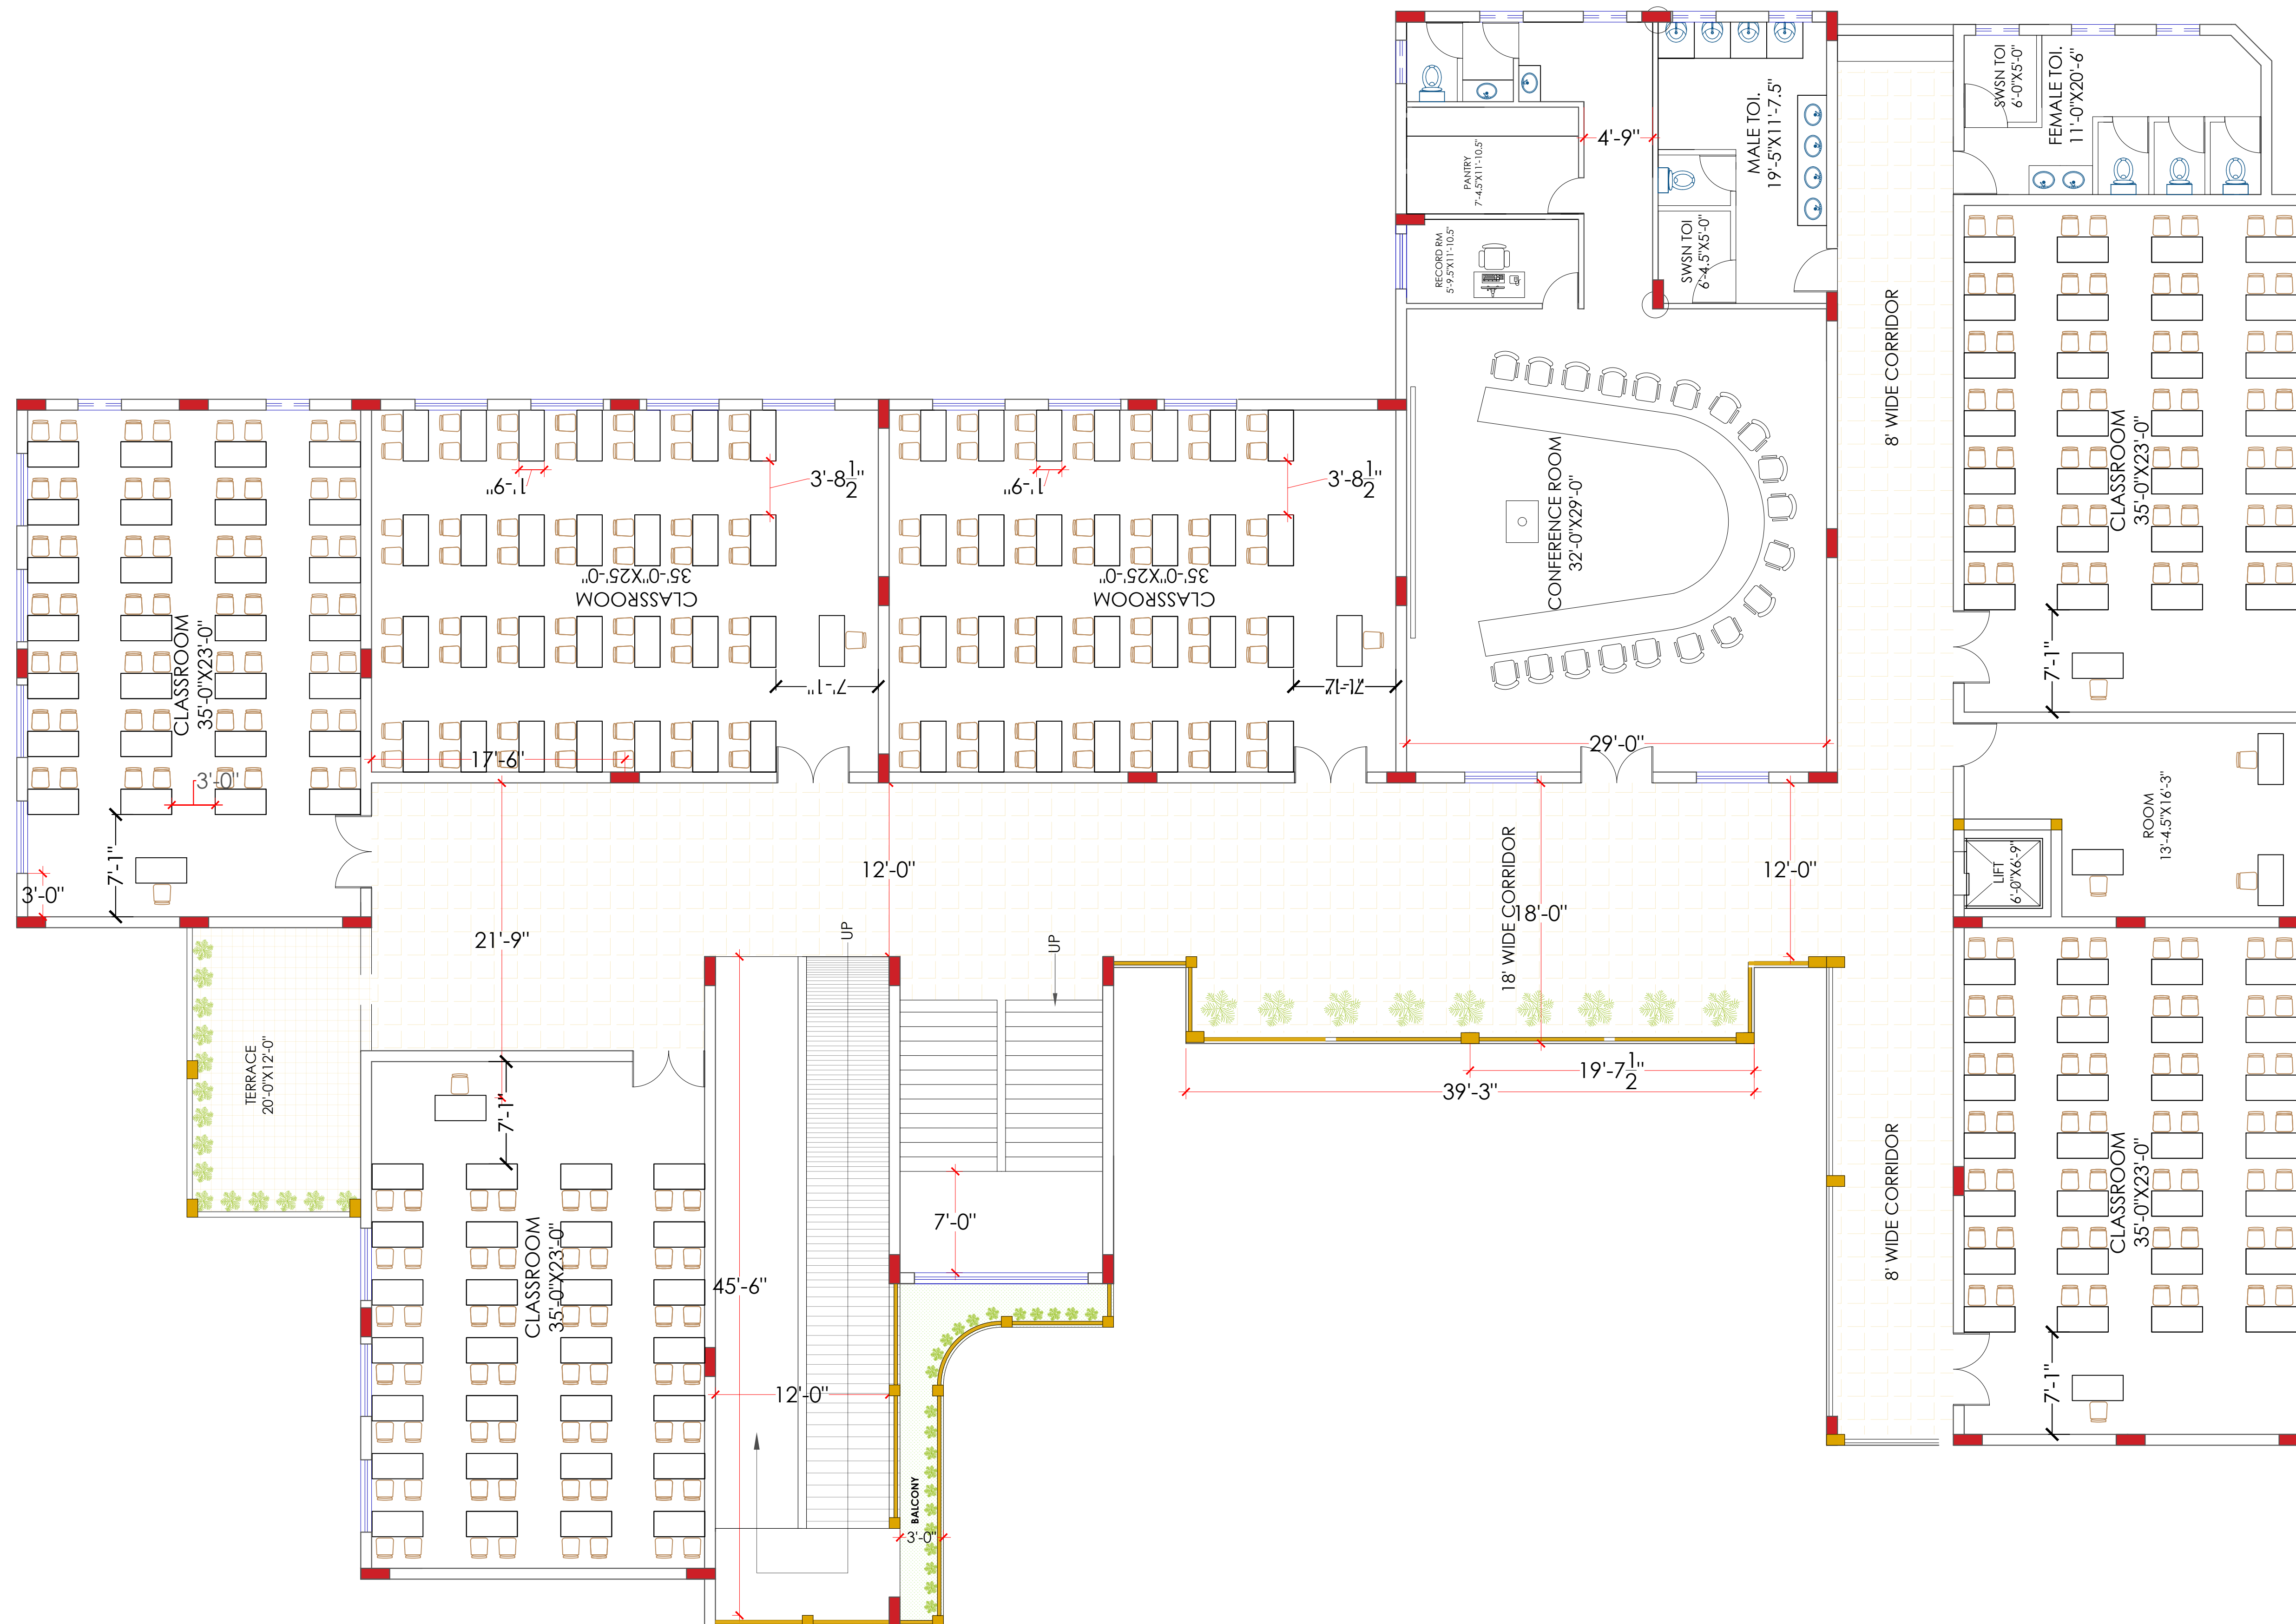 SWSN TOI
6'-0"X5'-0"
FEMALE TOI.
11'-0"X20'-6"
4'-9"
MALE TOI.
19'-5"X11'-7.5"
PANTRY
7'-4.5"X11'-10.5"
RECORD RM
5'-9.5"X11'-10.5"
SWSN TOI
6'-4.5"X5'-0"
8' WIDE CORRIDOR
CLASSROOM
35'-0"X23'-0"
7'-1"
1'-9"
3'-8 1/2"
1'-9"
3'-8 1/2"
CONFERENCE ROOM
32'-0"X29'-0"
CLASSROOM
35'-0"X25'-0"
CLASSROOM
35'-0"X25'-0"
CLASSROOM
35'-0"X23'-0"
7'-1"
29'-0"
17'-6"
3'-0"
7'-1"
3'-0"
ROOM
13'-4.5"X16'-3"
LIFT
6'-0"X6'-9"
12'-0"
12'-0"
18' WIDE CORRIDOR
18'-0"
21'-9"
UP
UP
TERRACE
20'-0"X12'-0"
7'-1"
19'-7 1/2"
39'-3"
CLASSROOM
35'-0"X23'-0"
7'-0"
45'-6"
12'-0"
BALCONY
3'-0"
8' WIDE CORRIDOR
CLASSROOM
35'-0"X23'-0"
7'-1"